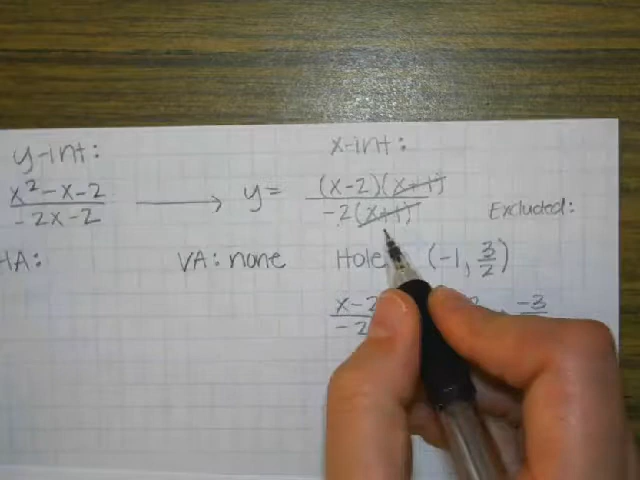 y-int: x-int:
x² - x - 2 / -2x - 2 → y = (x-2)(x+1) / -2(x+1)
Excluded:
HA: VA: none Hole (-1, 3/2)
x-2 / -2 -3